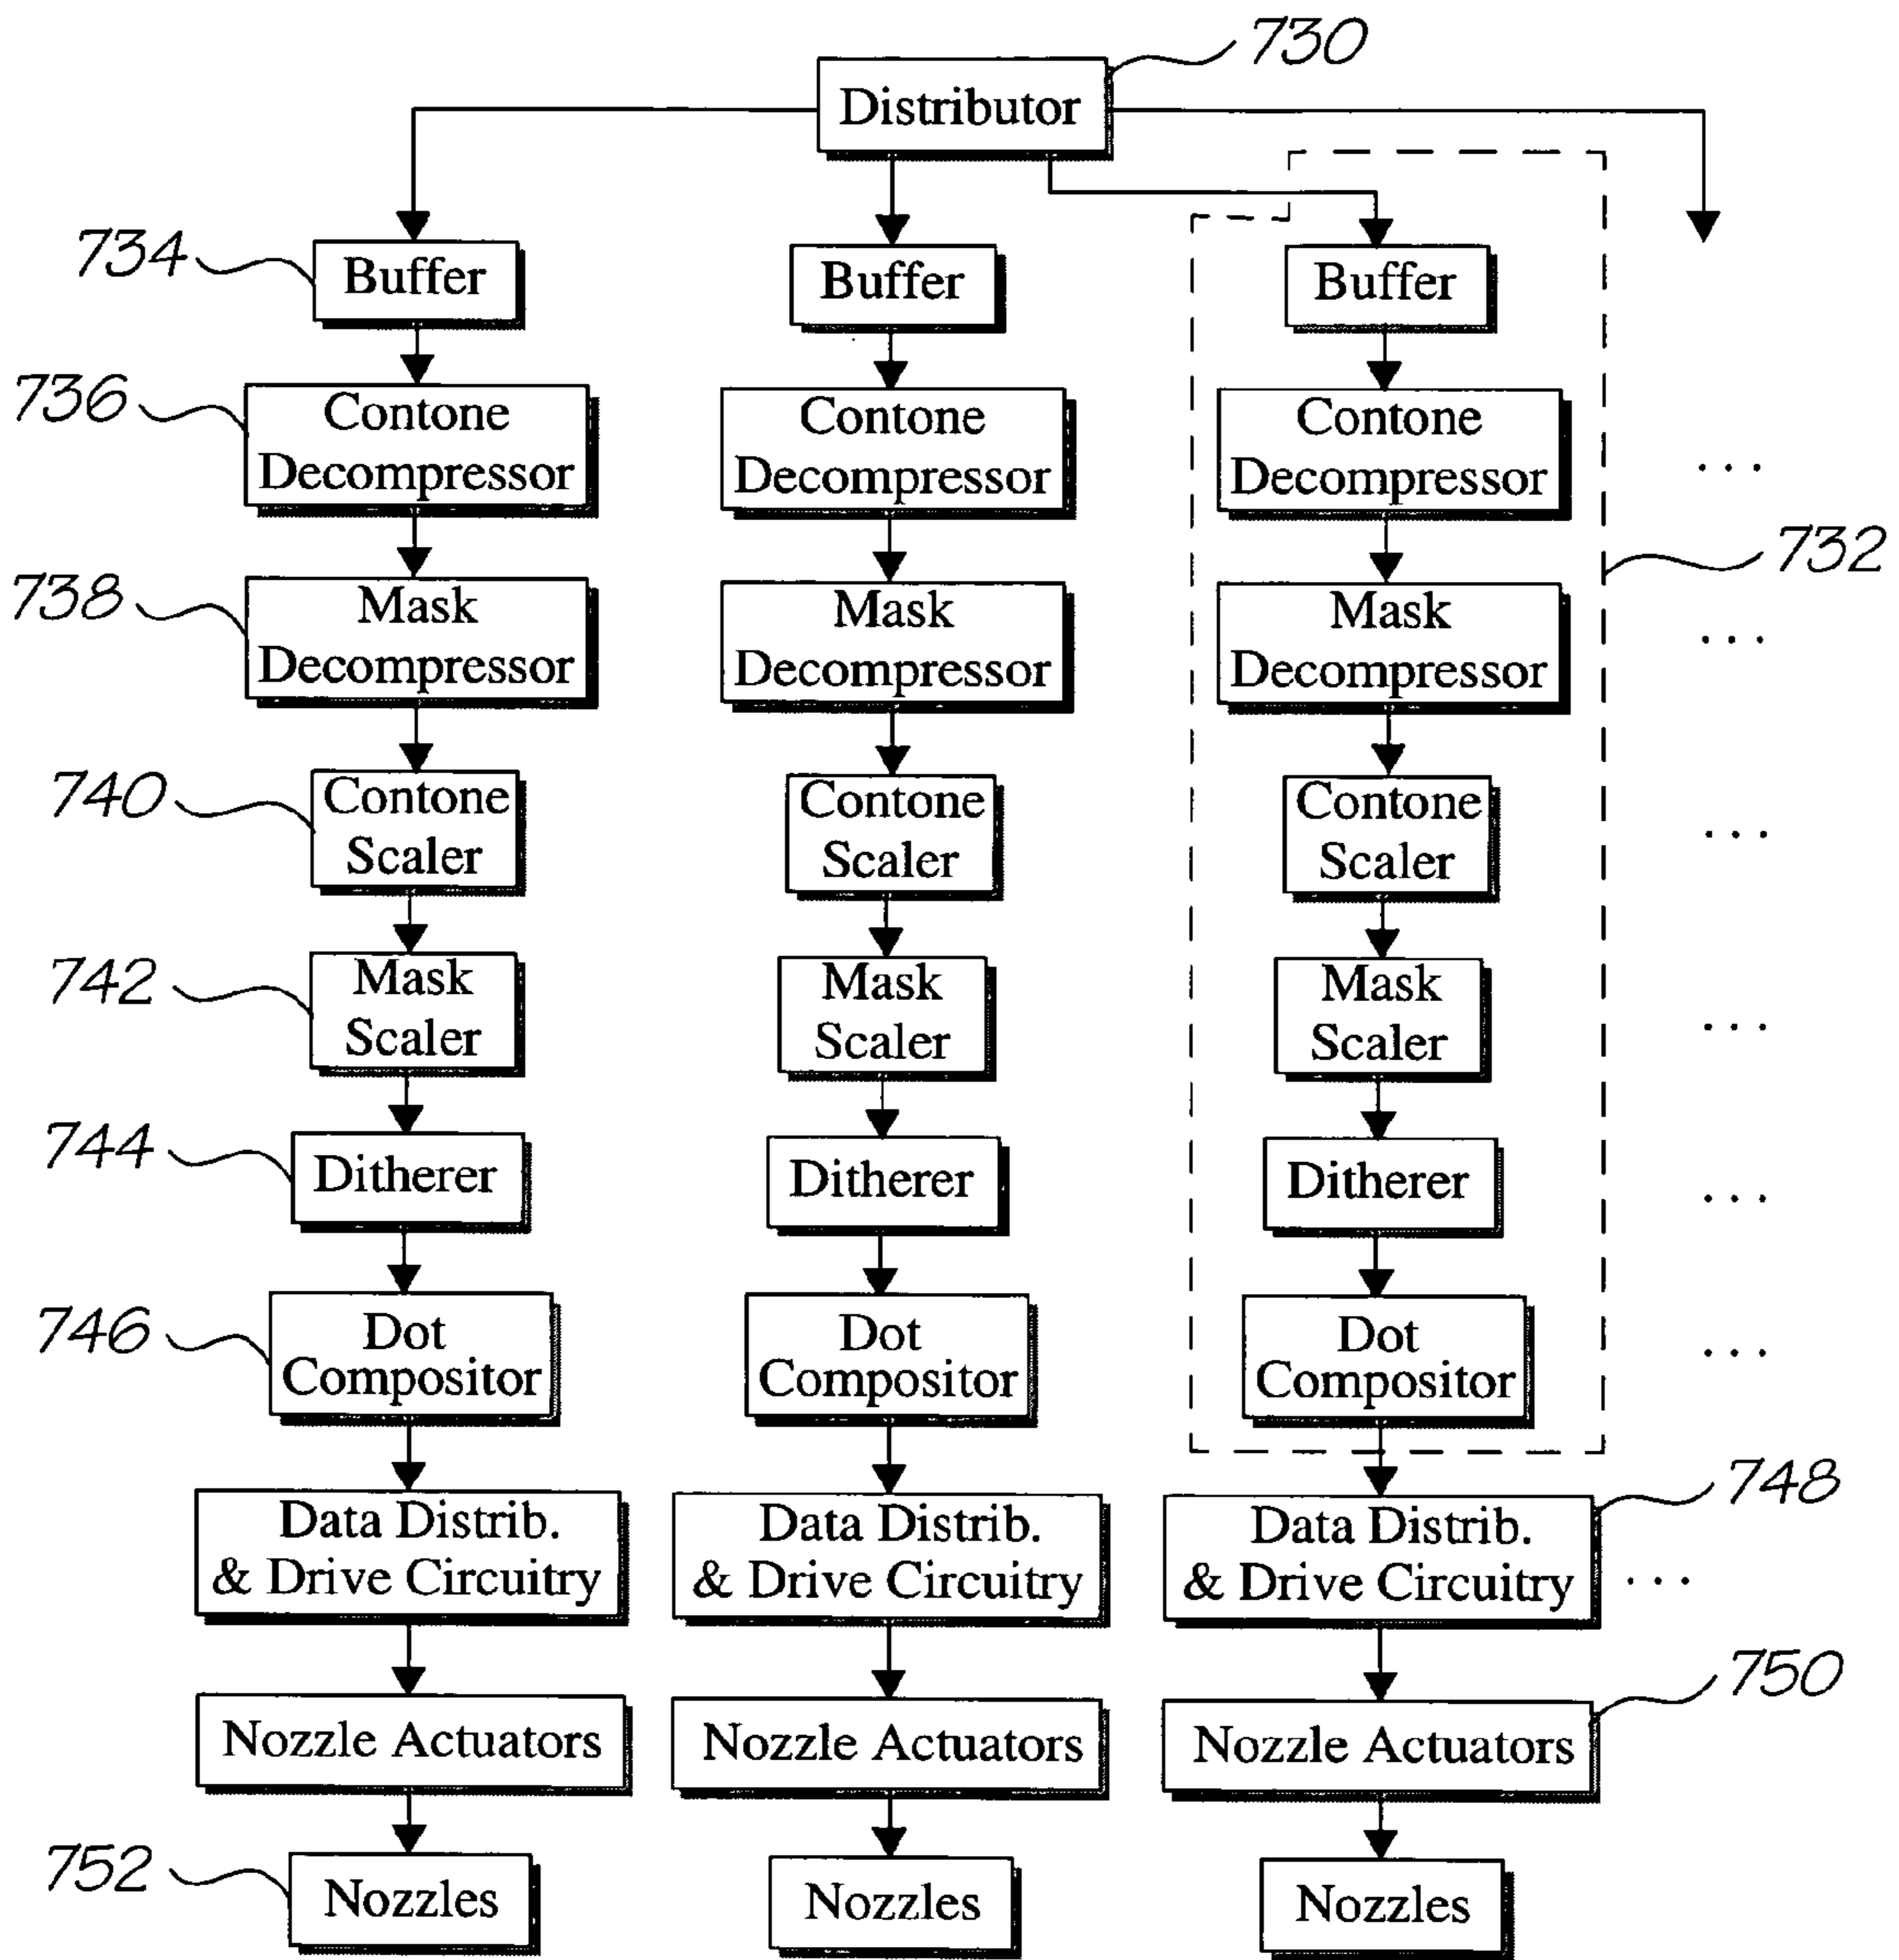 730
Distributor
734
Buffer
Buffer
Buffer
736
Contone
Decompressor
Contone
Decompressor
Contone
Decompressor
...
732
738
Mask
Decompressor
Mask
Decompressor
Mask
Decompressor
...
740
Contone
Scaler
Contone
Scaler
Contone
Scaler
...
742
Mask
Scaler
Mask
Scaler
Mask
Scaler
...
744
Ditherer
Ditherer
Ditherer
...
746
Dot
Compositor
Dot
Compositor
Dot
Compositor
...
748
Data Distrib.
& Drive Circuitry
Data Distrib.
& Drive Circuitry
Data Distrib.
& Drive Circuitry
...
750
Nozzle Actuators
Nozzle Actuators
Nozzle Actuators
752
Nozzles
Nozzles
Nozzles